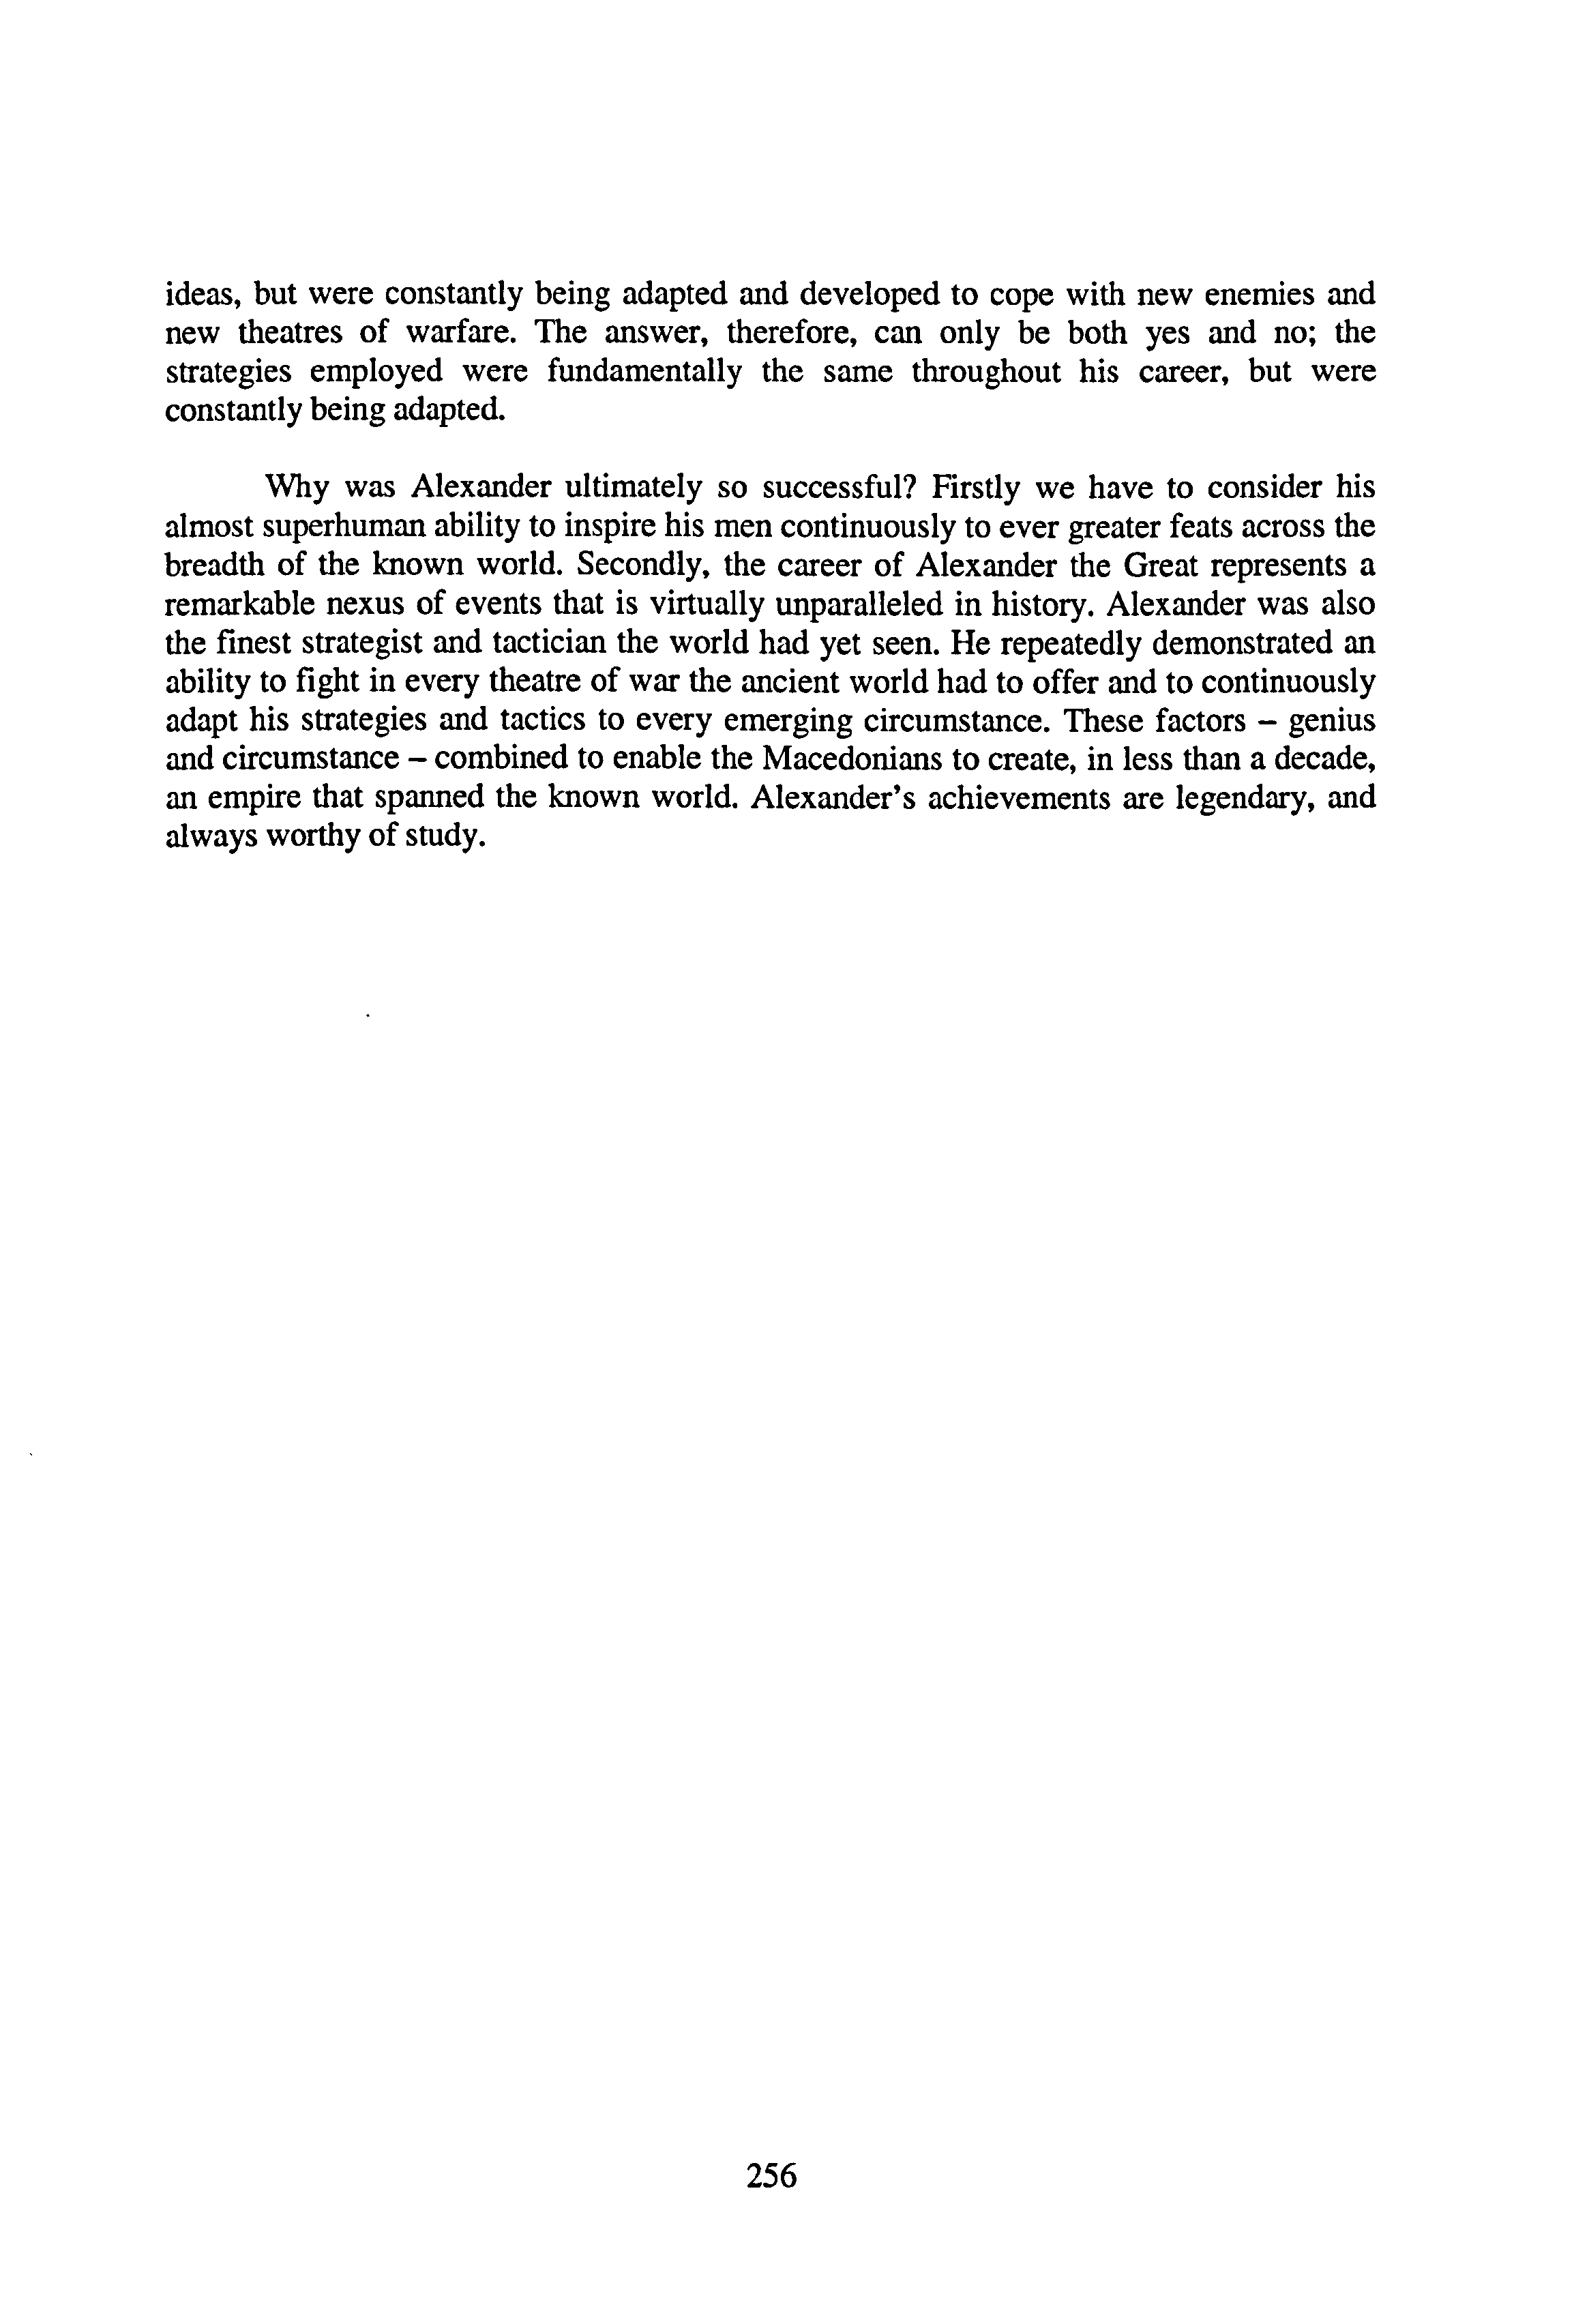 ideas, but were constantly being adapted and developed to cope with new enemies and
new theatres of warfare. The answer, therefore, can only be both yes and no; the
strategies employed were fundamentally the same throughout his career, but were
constantly being adapted.
Why was Alexander ultimately so successful? Firstly we have to consider his
almost superhuman ability to inspire his men continuously to ever greater feats across the
breadth of the known world. Secondly, the career of Alexander the Great represents a
remarkable nexus of events that is virtually unparalleled in history. Alexander was also
the finest strategist and tactician the world had yet seen. He repeatedly demonstrated an
ability to fight in every theatre of war the ancient world had to offer and to continuously
adapt his strategies and tactics to every emerging circumstance. These factors – genius
and circumstance – combined to enable the Macedonians to create, in less than a decade,
an empire that spanned the known world. Alexander's achievements are legendary, and
always worthy of study.
256